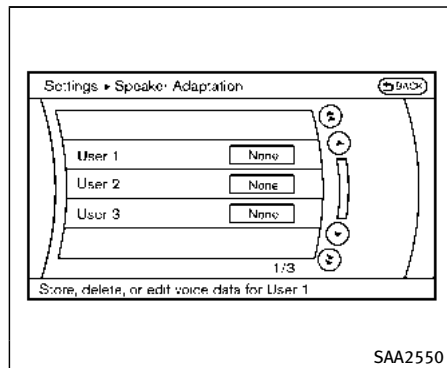 Settings ▸ Speaker Adaptation
BACK
User 1 None
User 2 None
User 3 None
1/3
Store, delete, or edit voice data for User 1
SAA2550